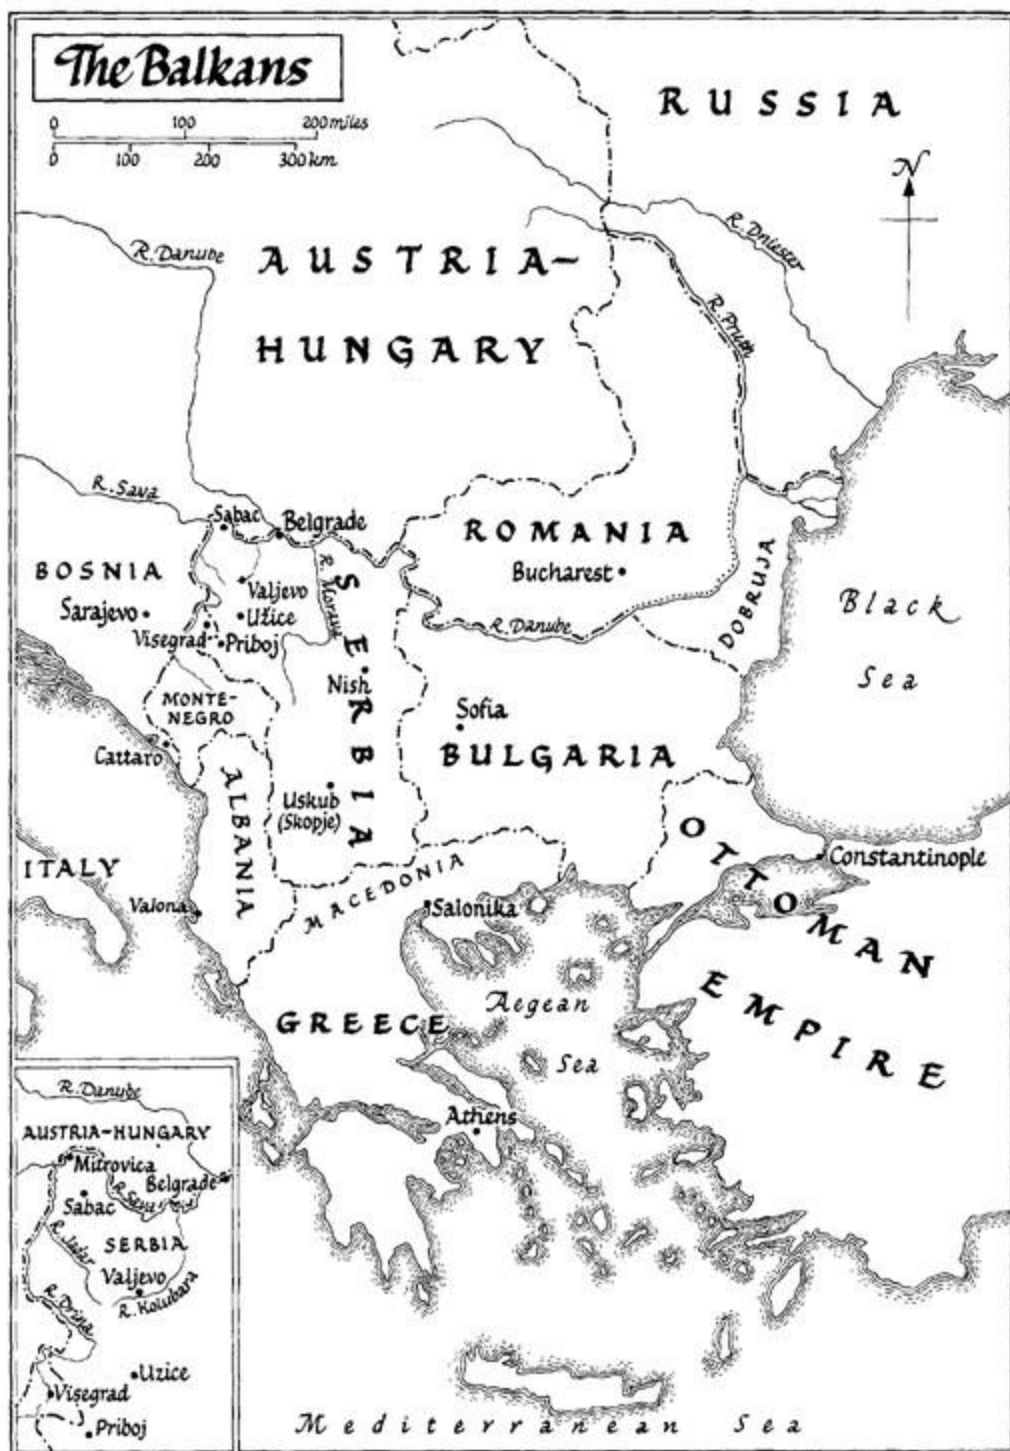 The Balkans
0 100 200 miles
0 100 200 300 km
RUSSIA
N
R. Danube
AUSTRIA-
HUNGARY
R. Dniester
R. Pruth
R. Sava
Sabac
Belgrade
ROMANIA
Bucharest
BOSNIA
Sarajevo
Valjevo
Užice
Visegrad
Priboj
R. Morava
SERBIA
R. Danube
DOBRUJA
Black
Sea
Nish
MONTE-
NEGRO
Cattaro
Sofia
BULGARIA
ALBANIA
Uskub
(Skopje)
ITALY
Valona
MACEDONIA
Salonika
Constantinople
OTTOMAN
EMPIRE
GREECE
Aegean
Sea
Athens
R. Danube
AUSTRIA-HUNGARY
Mitrovica
Belgrade
Sabac
R. Sava
R. Jadar
SERBIA
Valjevo
R. Kolubara
R. Drina
Uzice
Visegrad
Priboj
Mediterranean Sea